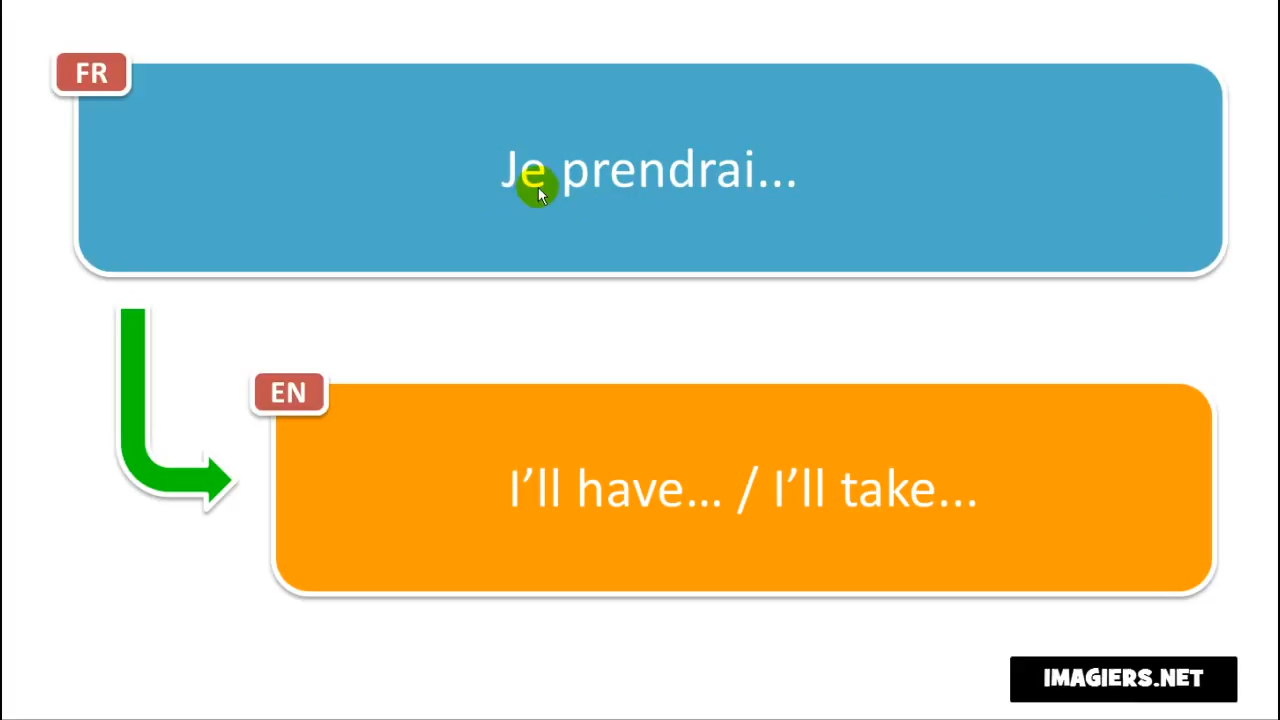 FR
Je prendrai...
EN
I’ll have... / I’ll take...
IMAGIERS.NET